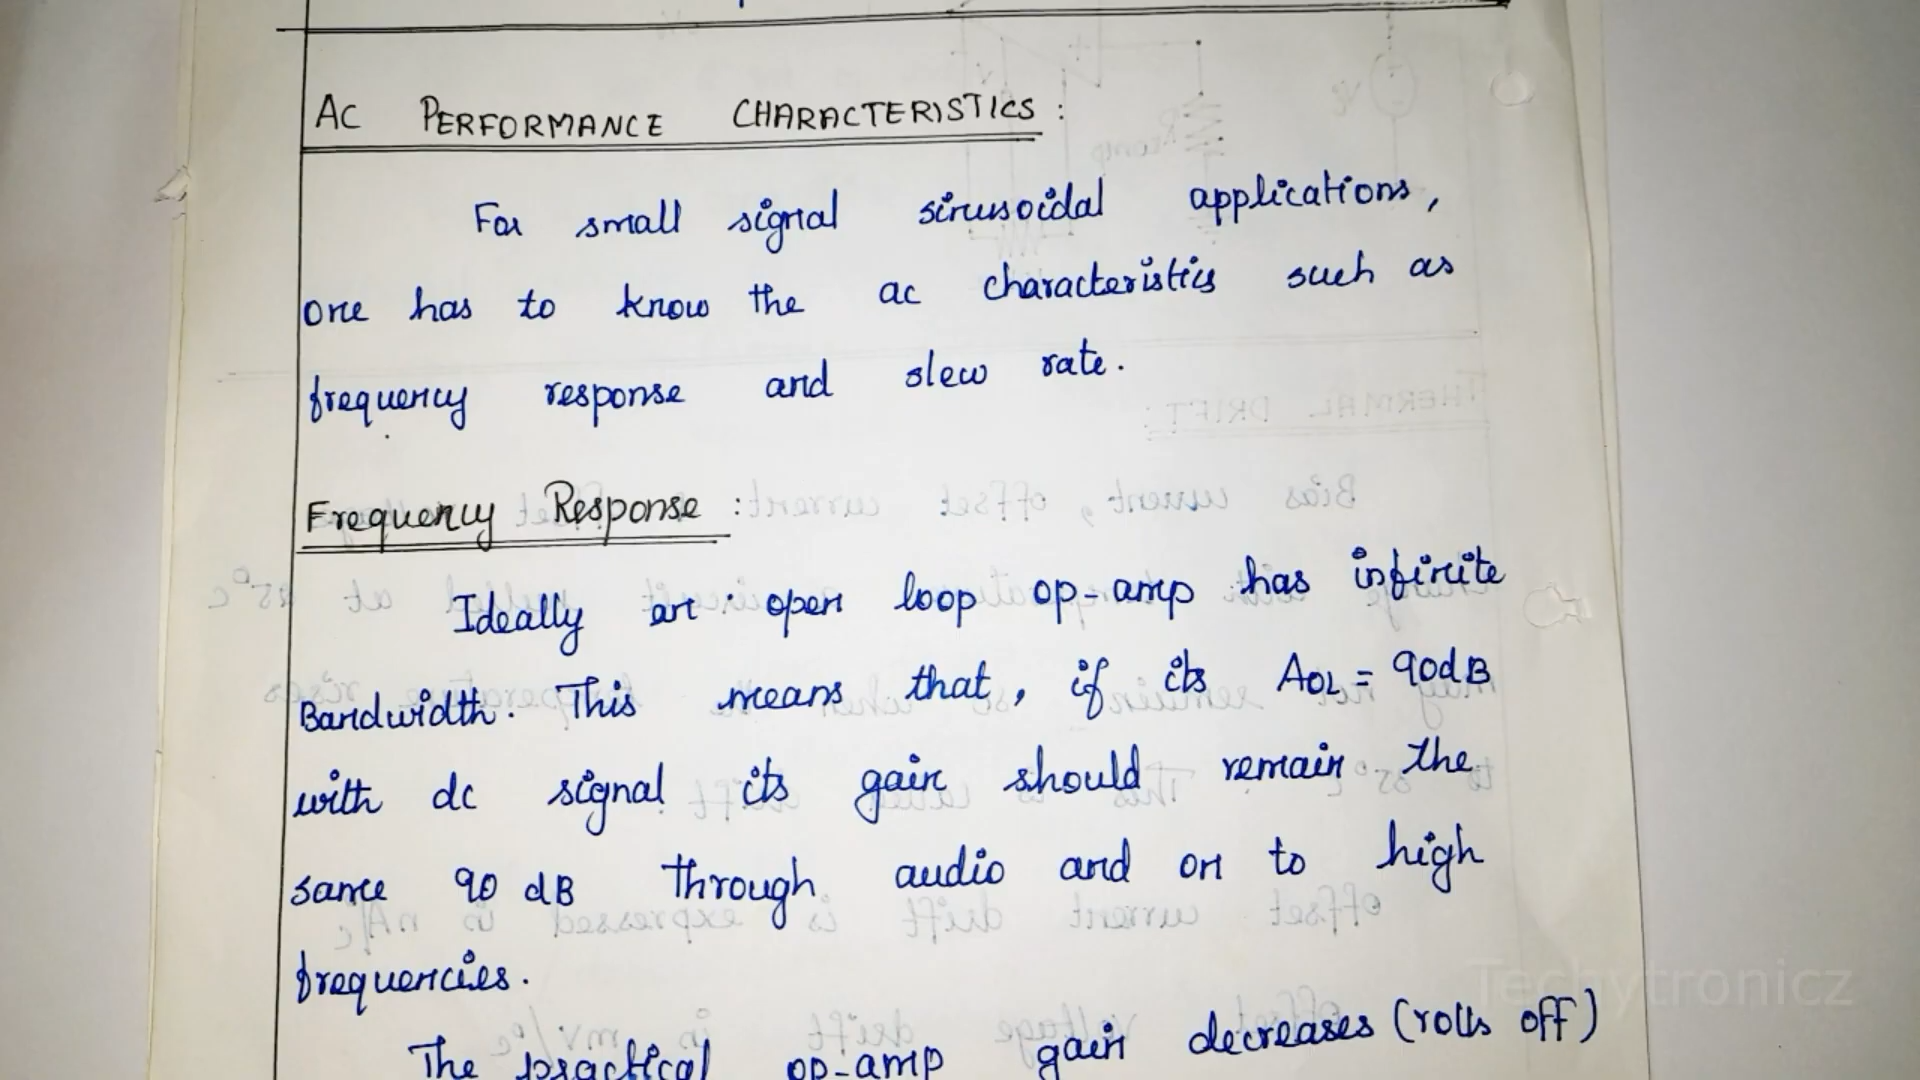 AC PERFORMANCE CHARACTERISTICS :
For small signal sinusoidal applications,
one has to know the ac characteristics such as
frequency response and slew rate.
Frequency Response :
Ideally an open loop op-amp has infinite
Bandwidth. This means that, if its AOL = 90dB
with dc signal its gain should remain the
same 90 dB through audio and on to high
frequencies.
The practical op-amp gain decreases (rolls off)
Techytronicz